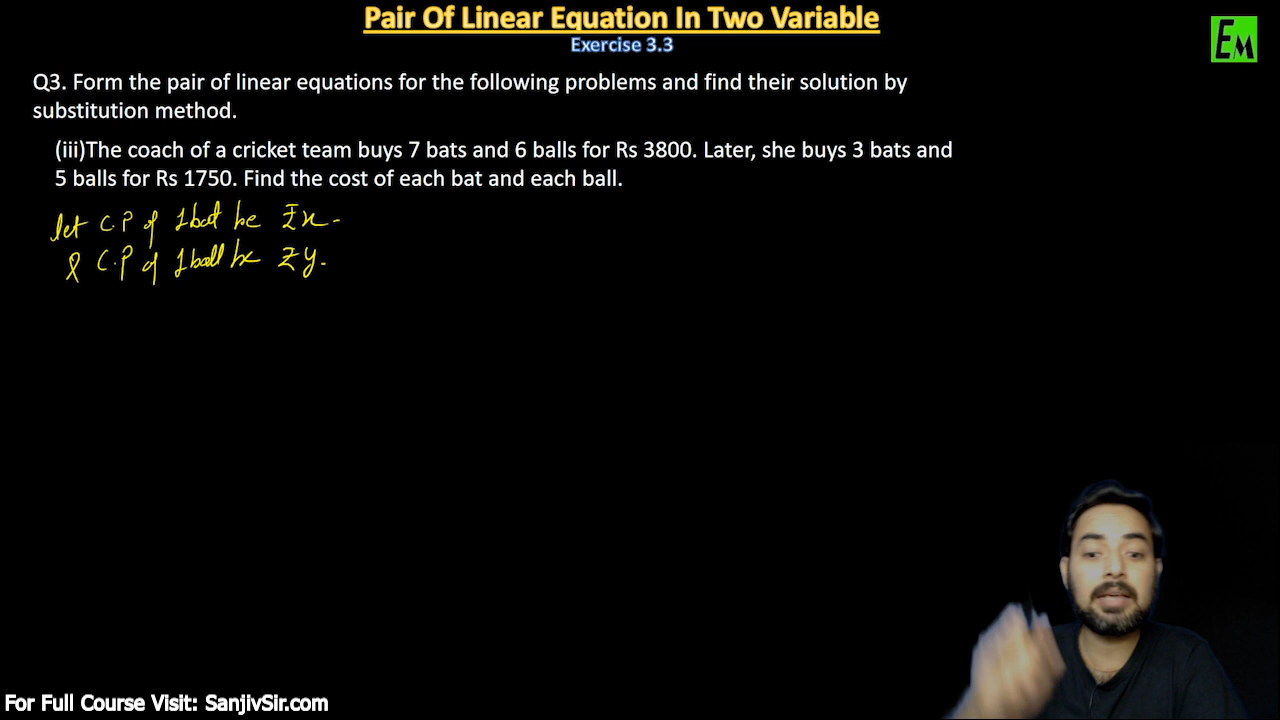 Pair Of Linear Equation In Two Variable
Exercise 3.3
EM
Q3. Form the pair of linear equations for the following problems and find their solution by
substitution method.
(iii)The coach of a cricket team buys 7 bats and 6 balls for Rs 3800. Later, she buys 3 bats and
5 balls for Rs 1750. Find the cost of each bat and each ball.
let C.P of 1 bat be ₹x.
& C.P of 1 ball be ₹y.
For Full Course Visit: SanjivSir.com